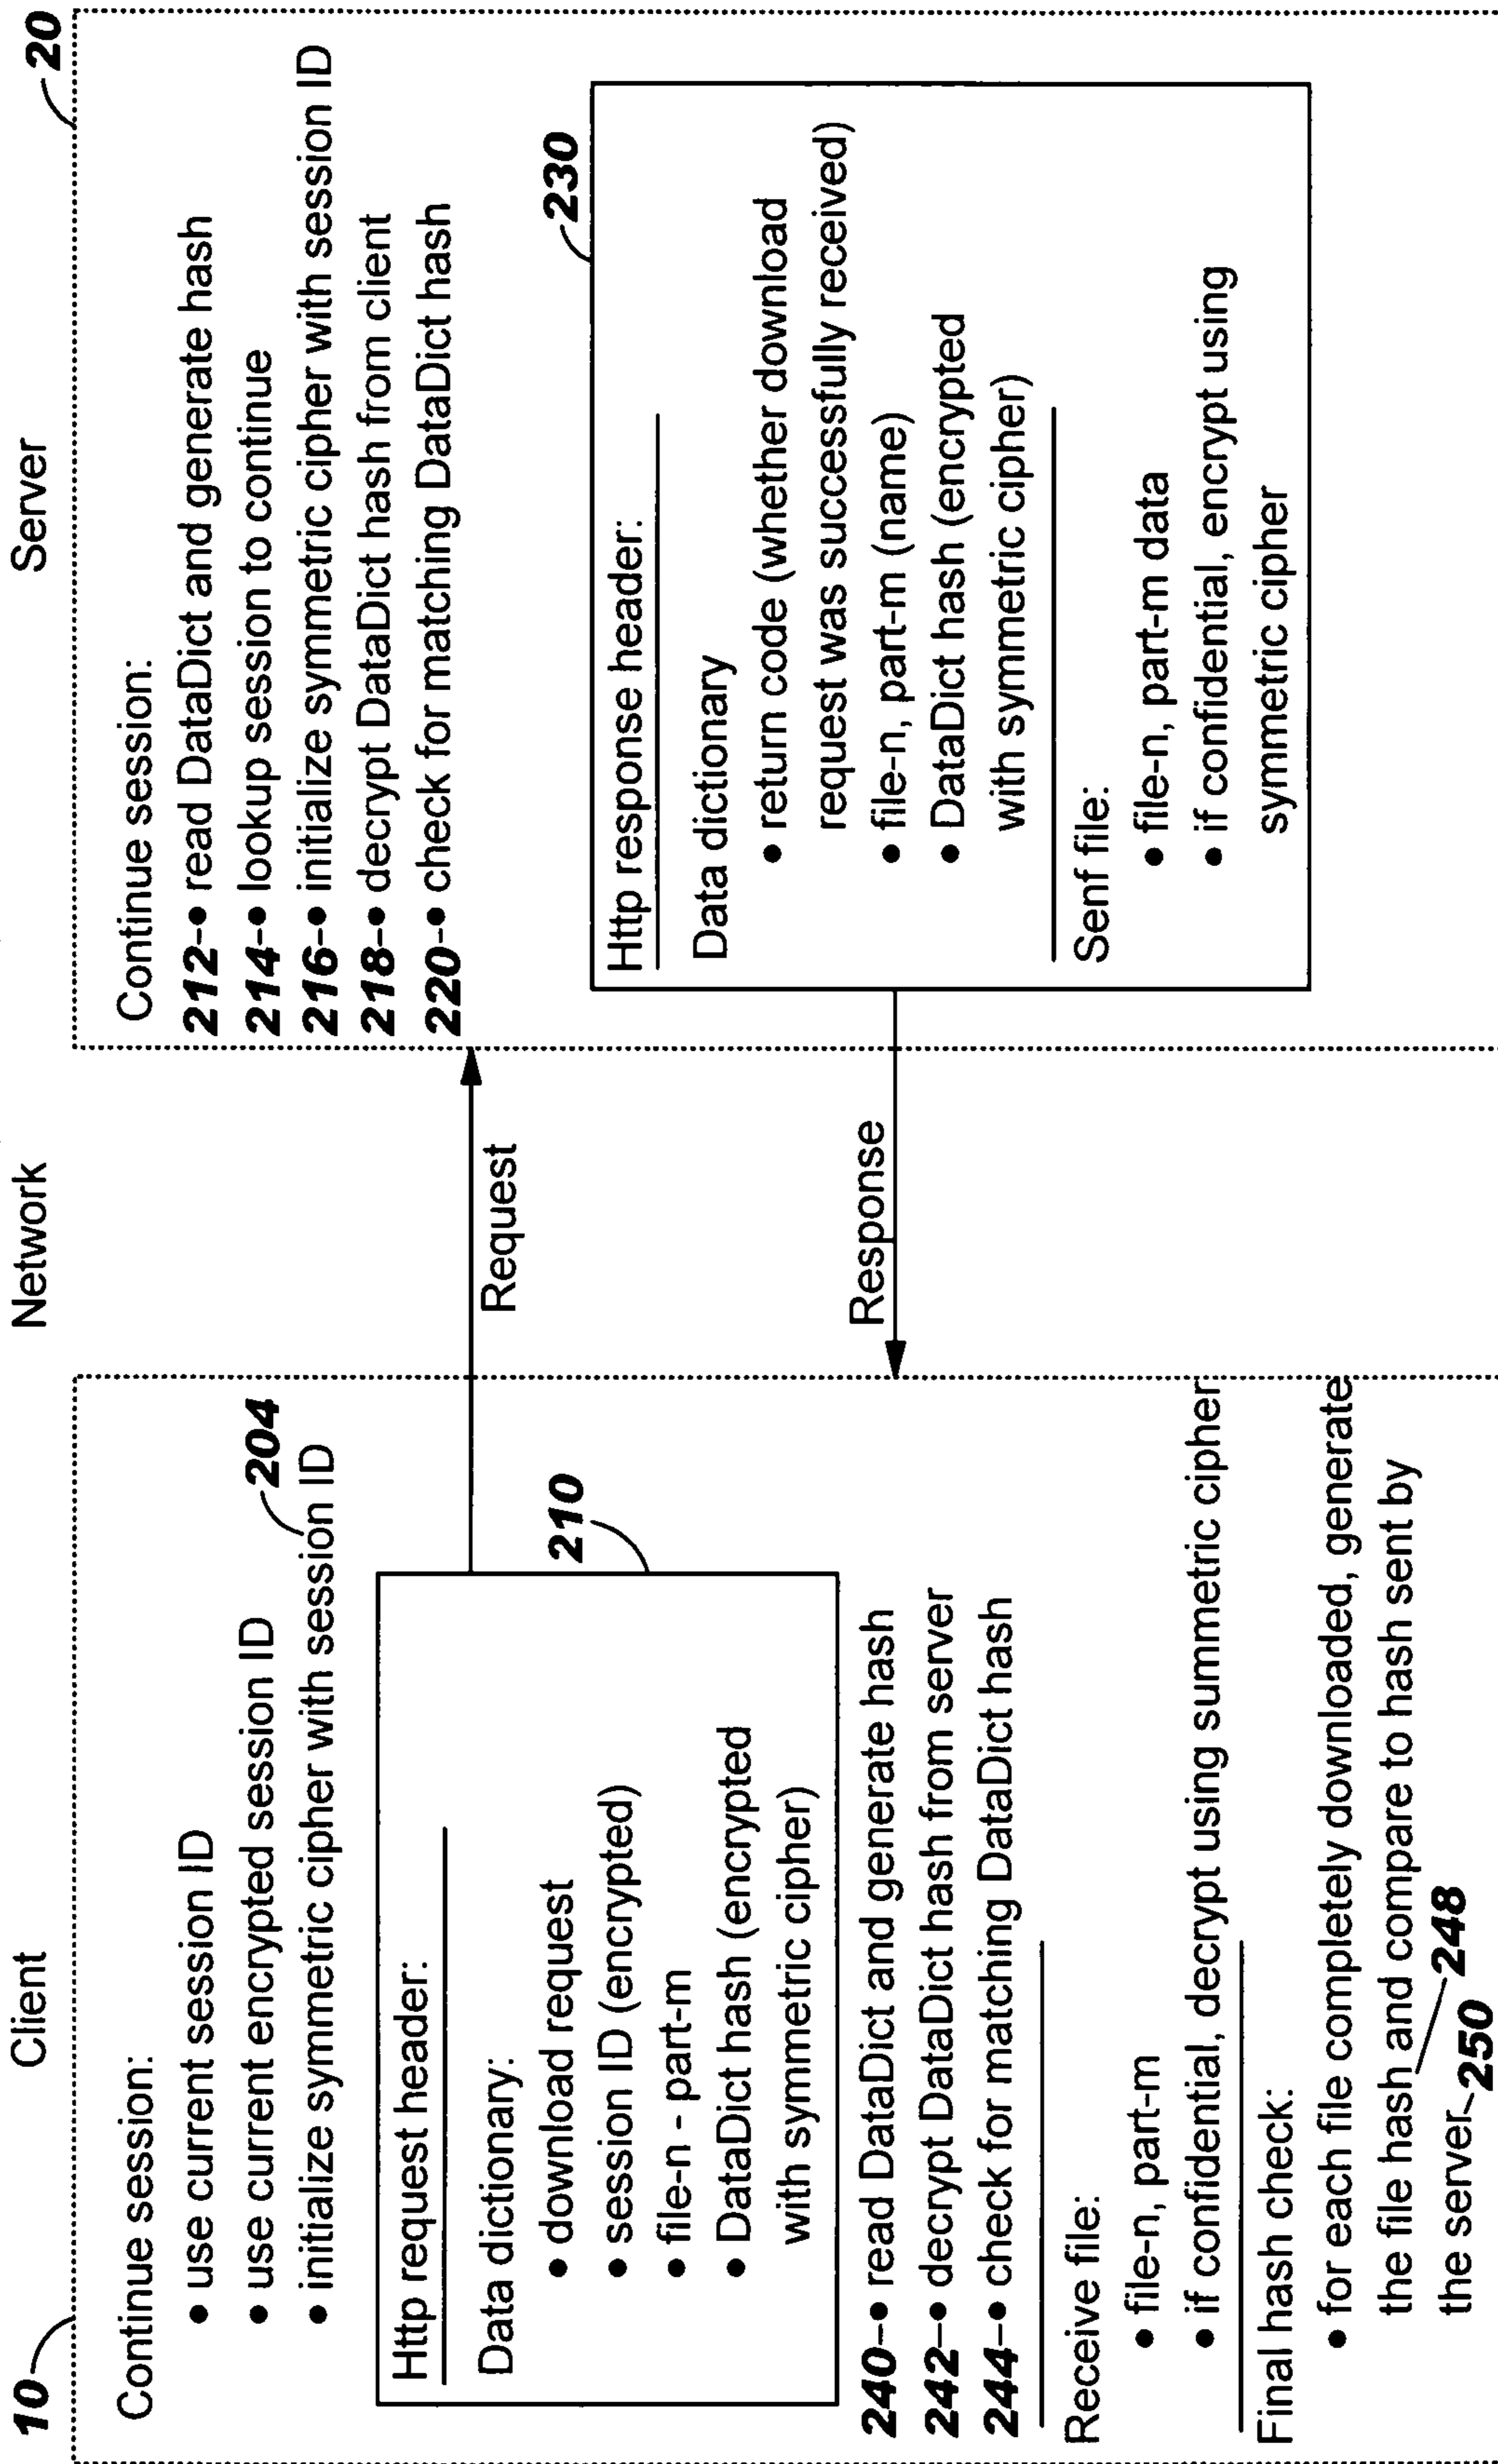 Client
Network
Server
10
Continue session:
• use current session ID
• use current encrypted session ID
• initialize symmetric cipher with session ID
204
210
Http request header:
Data dictionary:
• download request
• session ID (encrypted)
• file-n - part-m
• DataDict hash (encrypted
with symmetric cipher)
240-• read DataDict and generate hash
242-• decrypt DataDict hash from server
244-• check for matching DataDict hash
Receive file:
• file-n, part-m
• if confidential, decrypt using summetric cipher
Final hash check:
• for each file completely downloaded, generate
the file hash and compare to hash sent by
the server
248
250
Request
Response
20
Continue session:
212-• read DataDict and generate hash
214-• lookup session to continue
216-• initialize symmetric cipher with session ID
218-• decrypt DataDict hash from client
220-• check for matching DataDict hash
230
Http response header:
Data dictionary
• return code (whether download
request was successfully received)
• file-n, part-m (name)
• DataDict hash (encrypted
with symmetric cipher)
Senf file:
• file-n, part-m data
• if confidential, encrypt using
symmetric cipher